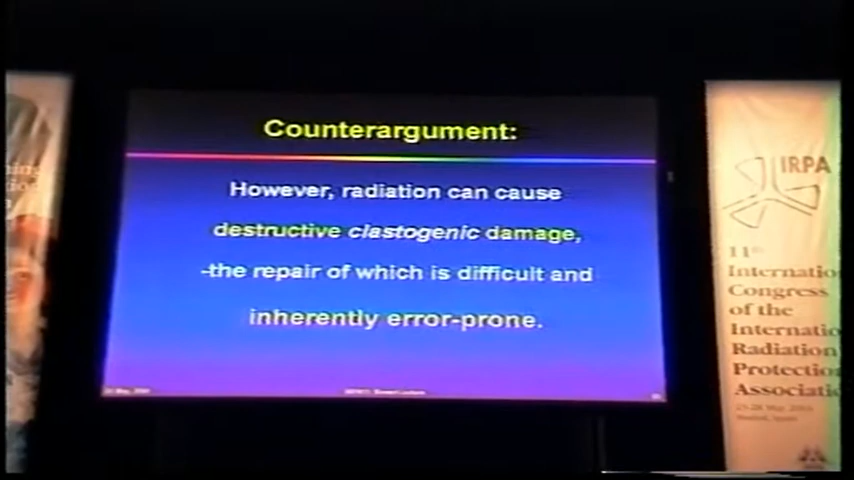 Counterargument:
However, radiation can cause
destructive clastogenic damage,
-the repair of which is difficult and
inherently error-prone.
IRPA
11th
Internatio
Congress
of the
Internatio
Radiation
Protectio
Associati